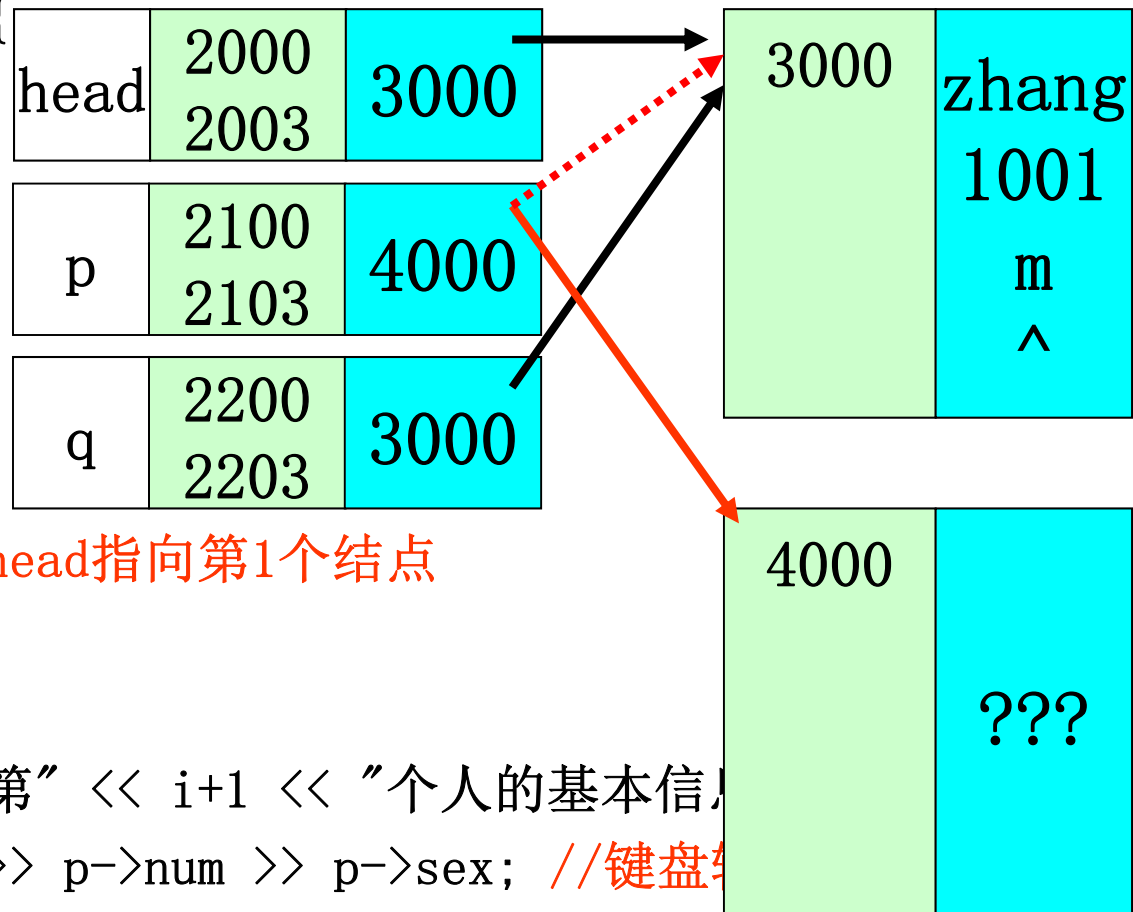 head
2000
2003
3000
p
2100
2103
4000
q
2200
2203
3000
3000
zhang
1001
m
^
4000
???
head指向第1个结点
第" << i+1 << "个人的基本信
>> p->num >> p->sex; //键盘